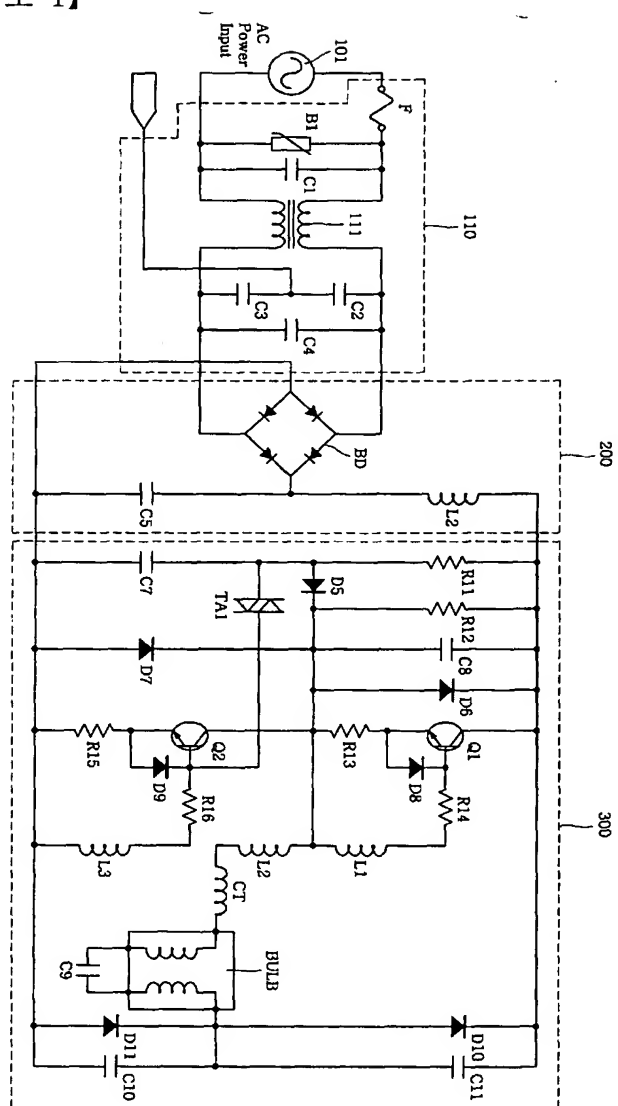 AC
Power
Input
101
F
B1
C1
111
110
C3
C2
C4
BD
200
C5
L2
C7
TA1
D5
R11
R12
C8
D7
D6
R15
Q2
D9
R16
R13
Q1
D8
R14
300
L3
L2
L1
CT
C9
BULB
D11
C10
D10
C11